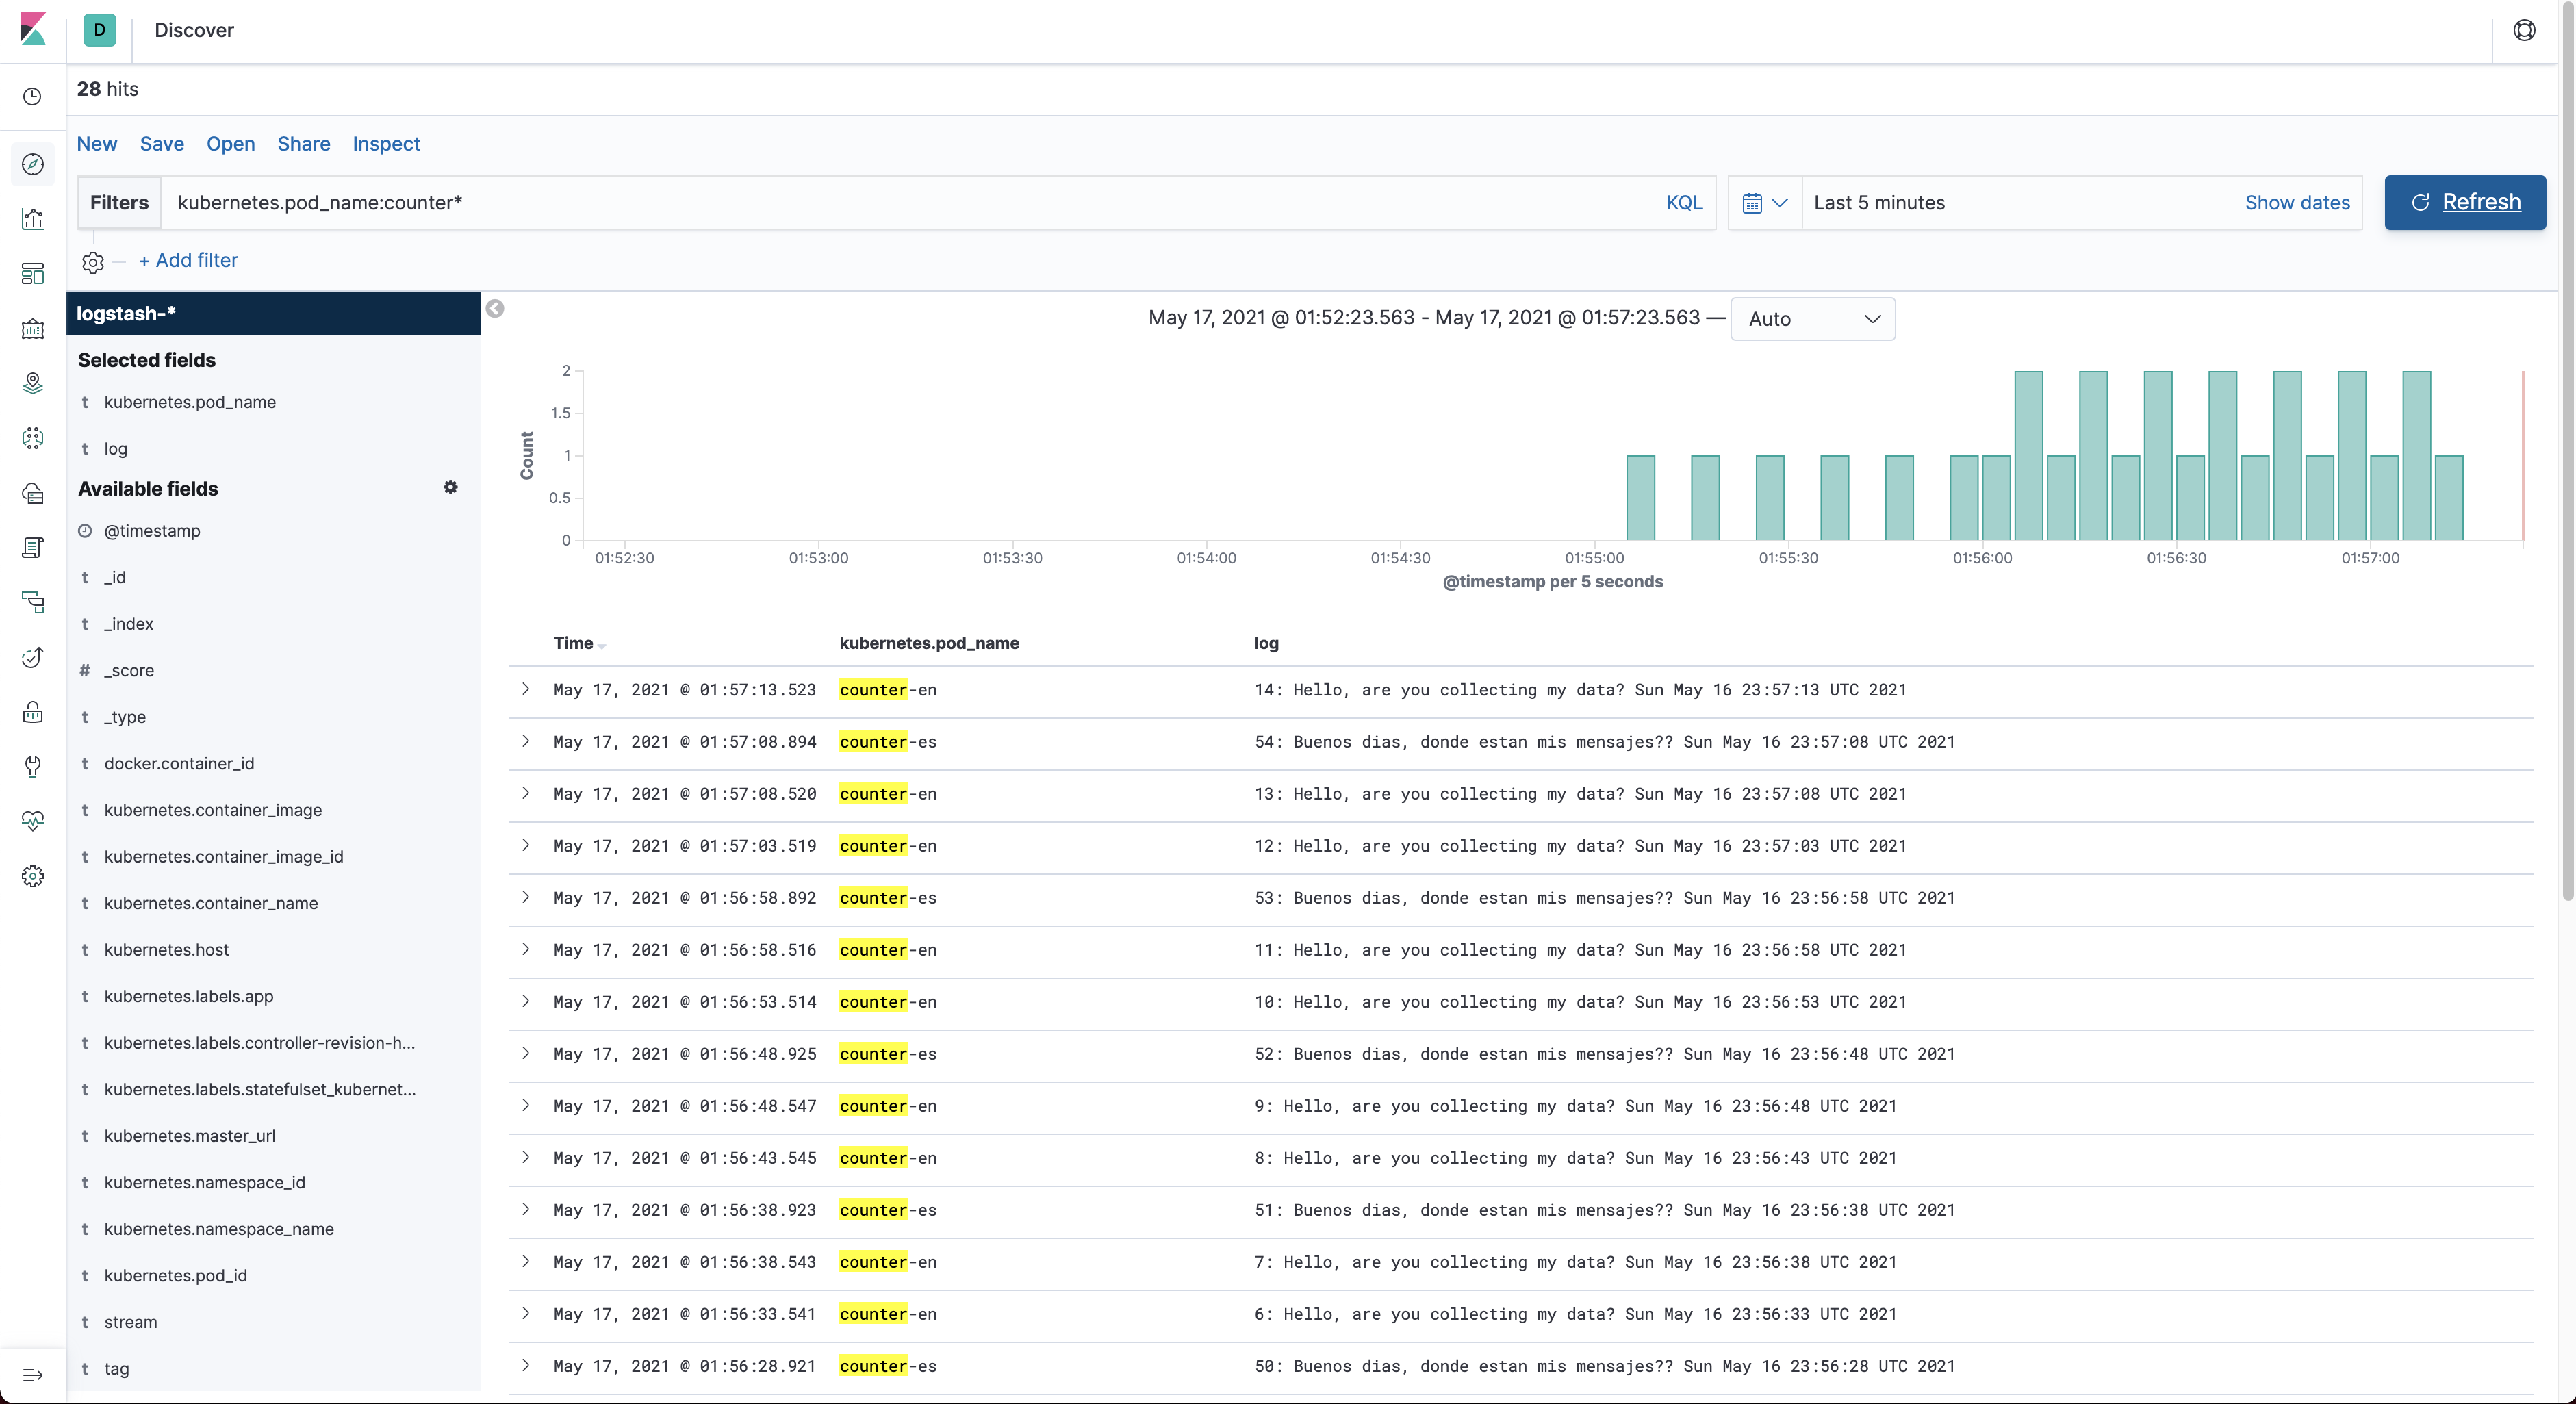 D Discover
28 hits
New Save Open Share Inspect
Filters kubernetes.pod_name:counter* KQL Last 5 minutes Show dates Refresh
+ Add filter
logstash-*
Selected fields
t kubernetes.pod_name
t log
Available fields
@timestamp
t _id
t _index
# _score
t _type
t docker.container_id
t kubernetes.container_image
t kubernetes.container_image_id
t kubernetes.container_name
t kubernetes.host
t kubernetes.labels.app
t kubernetes.labels.controller-revision-h...
t kubernetes.labels.statefulset_kubernet...
t kubernetes.master_url
t kubernetes.namespace_id
t kubernetes.namespace_name
t kubernetes.pod_id
t stream
t tag
May 17, 2021 @ 01:52:23.563 - May 17, 2021 @ 01:57:23.563 — Auto
2
1.5
1
0.5
0
Count
01:52:30 01:53:00 01:53:30 01:54:00 01:54:30 01:55:00 01:55:30 01:56:00 01:56:30 01:57:00
@timestamp per 5 seconds
Time kubernetes.pod_name log
May 17, 2021 @ 01:57:13.523 counter-en 14: Hello, are you collecting my data? Sun May 16 23:57:13 UTC 2021
May 17, 2021 @ 01:57:08.894 counter-es 54: Buenos dias, donde estan mis mensajes?? Sun May 16 23:57:08 UTC 2021
May 17, 2021 @ 01:57:08.520 counter-en 13: Hello, are you collecting my data? Sun May 16 23:57:08 UTC 2021
May 17, 2021 @ 01:57:03.519 counter-en 12: Hello, are you collecting my data? Sun May 16 23:57:03 UTC 2021
May 17, 2021 @ 01:56:58.892 counter-es 53: Buenos dias, donde estan mis mensajes?? Sun May 16 23:56:58 UTC 2021
May 17, 2021 @ 01:56:58.516 counter-en 11: Hello, are you collecting my data? Sun May 16 23:56:58 UTC 2021
May 17, 2021 @ 01:56:53.514 counter-en 10: Hello, are you collecting my data? Sun May 16 23:56:53 UTC 2021
May 17, 2021 @ 01:56:48.925 counter-es 52: Buenos dias, donde estan mis mensajes?? Sun May 16 23:56:48 UTC 2021
May 17, 2021 @ 01:56:48.547 counter-en 9: Hello, are you collecting my data? Sun May 16 23:56:48 UTC 2021
May 17, 2021 @ 01:56:43.545 counter-en 8: Hello, are you collecting my data? Sun May 16 23:56:43 UTC 2021
May 17, 2021 @ 01:56:38.923 counter-es 51: Buenos dias, donde estan mis mensajes?? Sun May 16 23:56:38 UTC 2021
May 17, 2021 @ 01:56:38.543 counter-en 7: Hello, are you collecting my data? Sun May 16 23:56:38 UTC 2021
May 17, 2021 @ 01:56:33.541 counter-en 6: Hello, are you collecting my data? Sun May 16 23:56:33 UTC 2021
May 17, 2021 @ 01:56:28.921 counter-es 50: Buenos dias, donde estan mis mensajes?? Sun May 16 23:56:28 UTC 2021